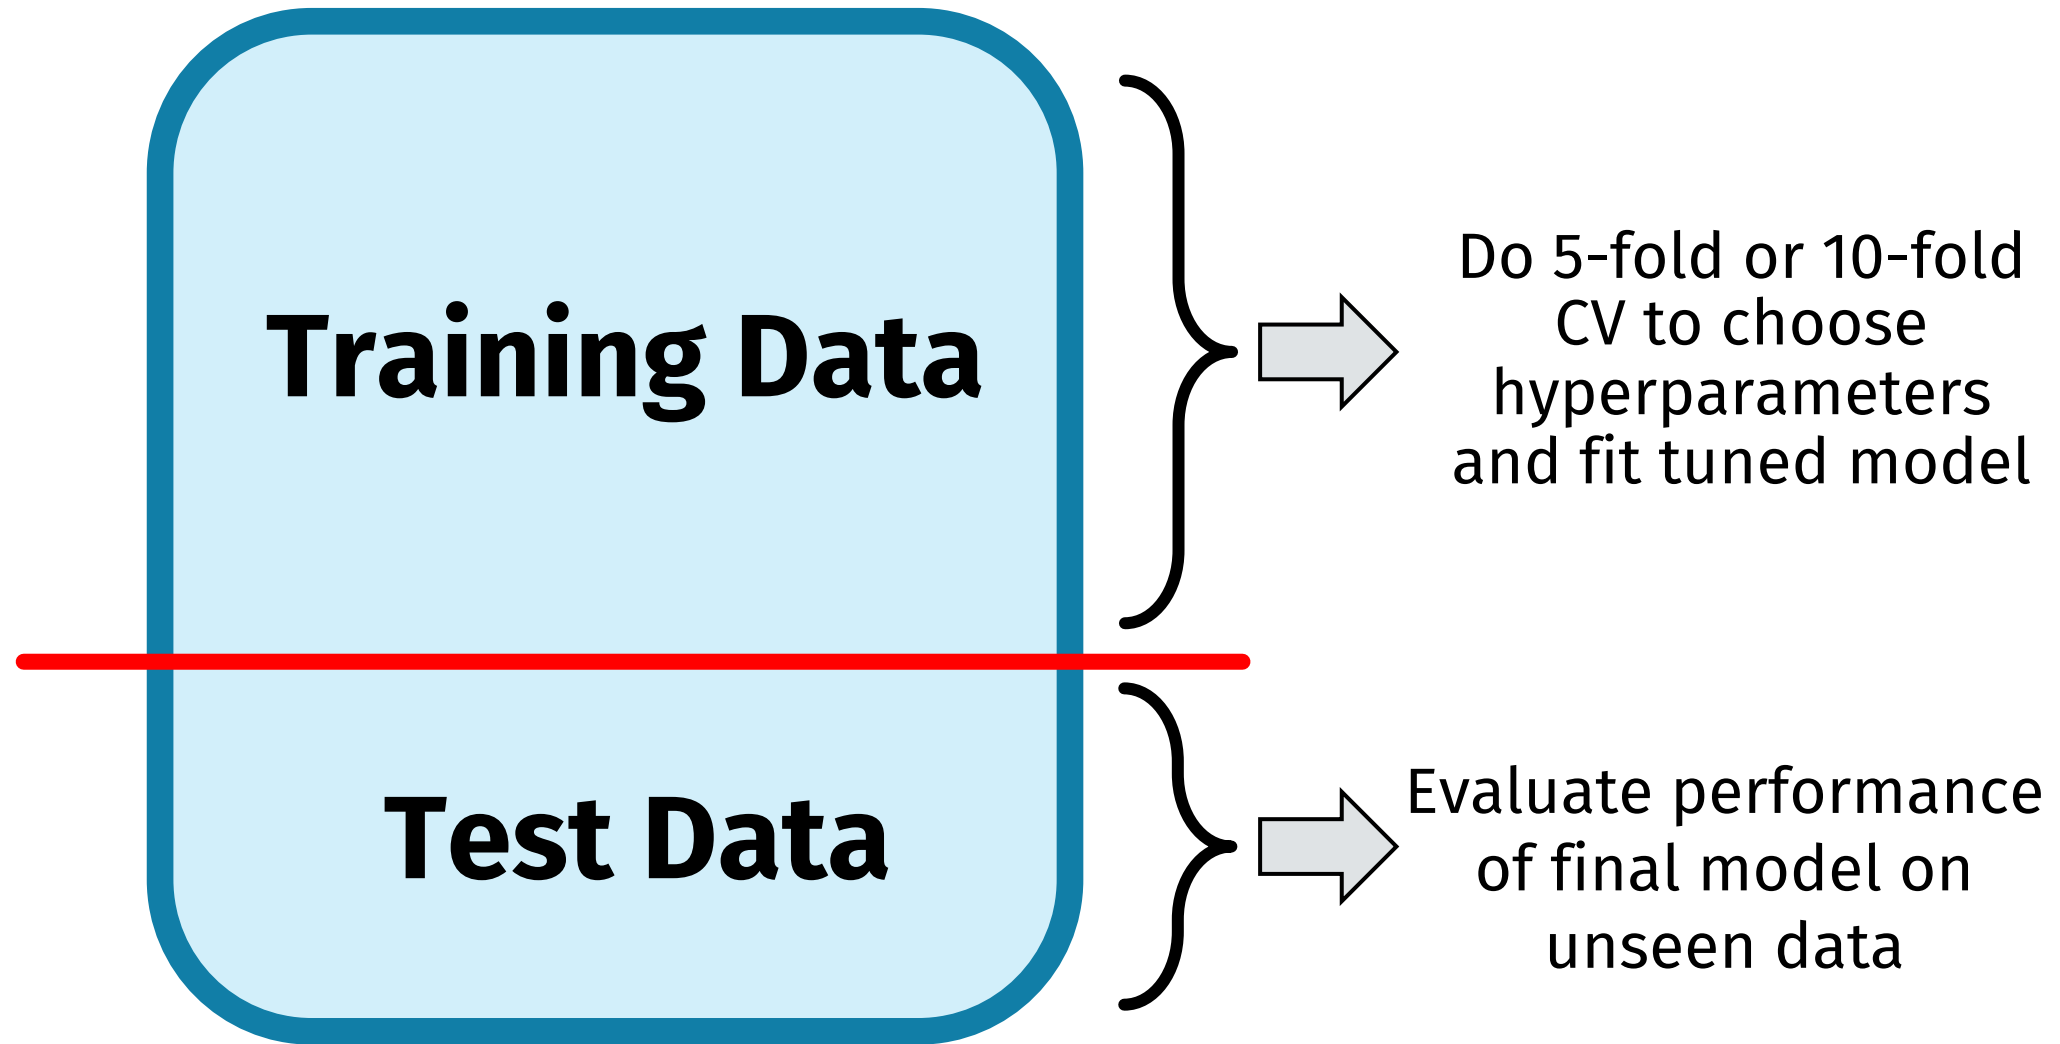 Training Data
Do 5-fold or 10-fold
CV to choose
hyperparameters
and fit tuned model
Test Data
Evaluate performance
of final model on
unseen data